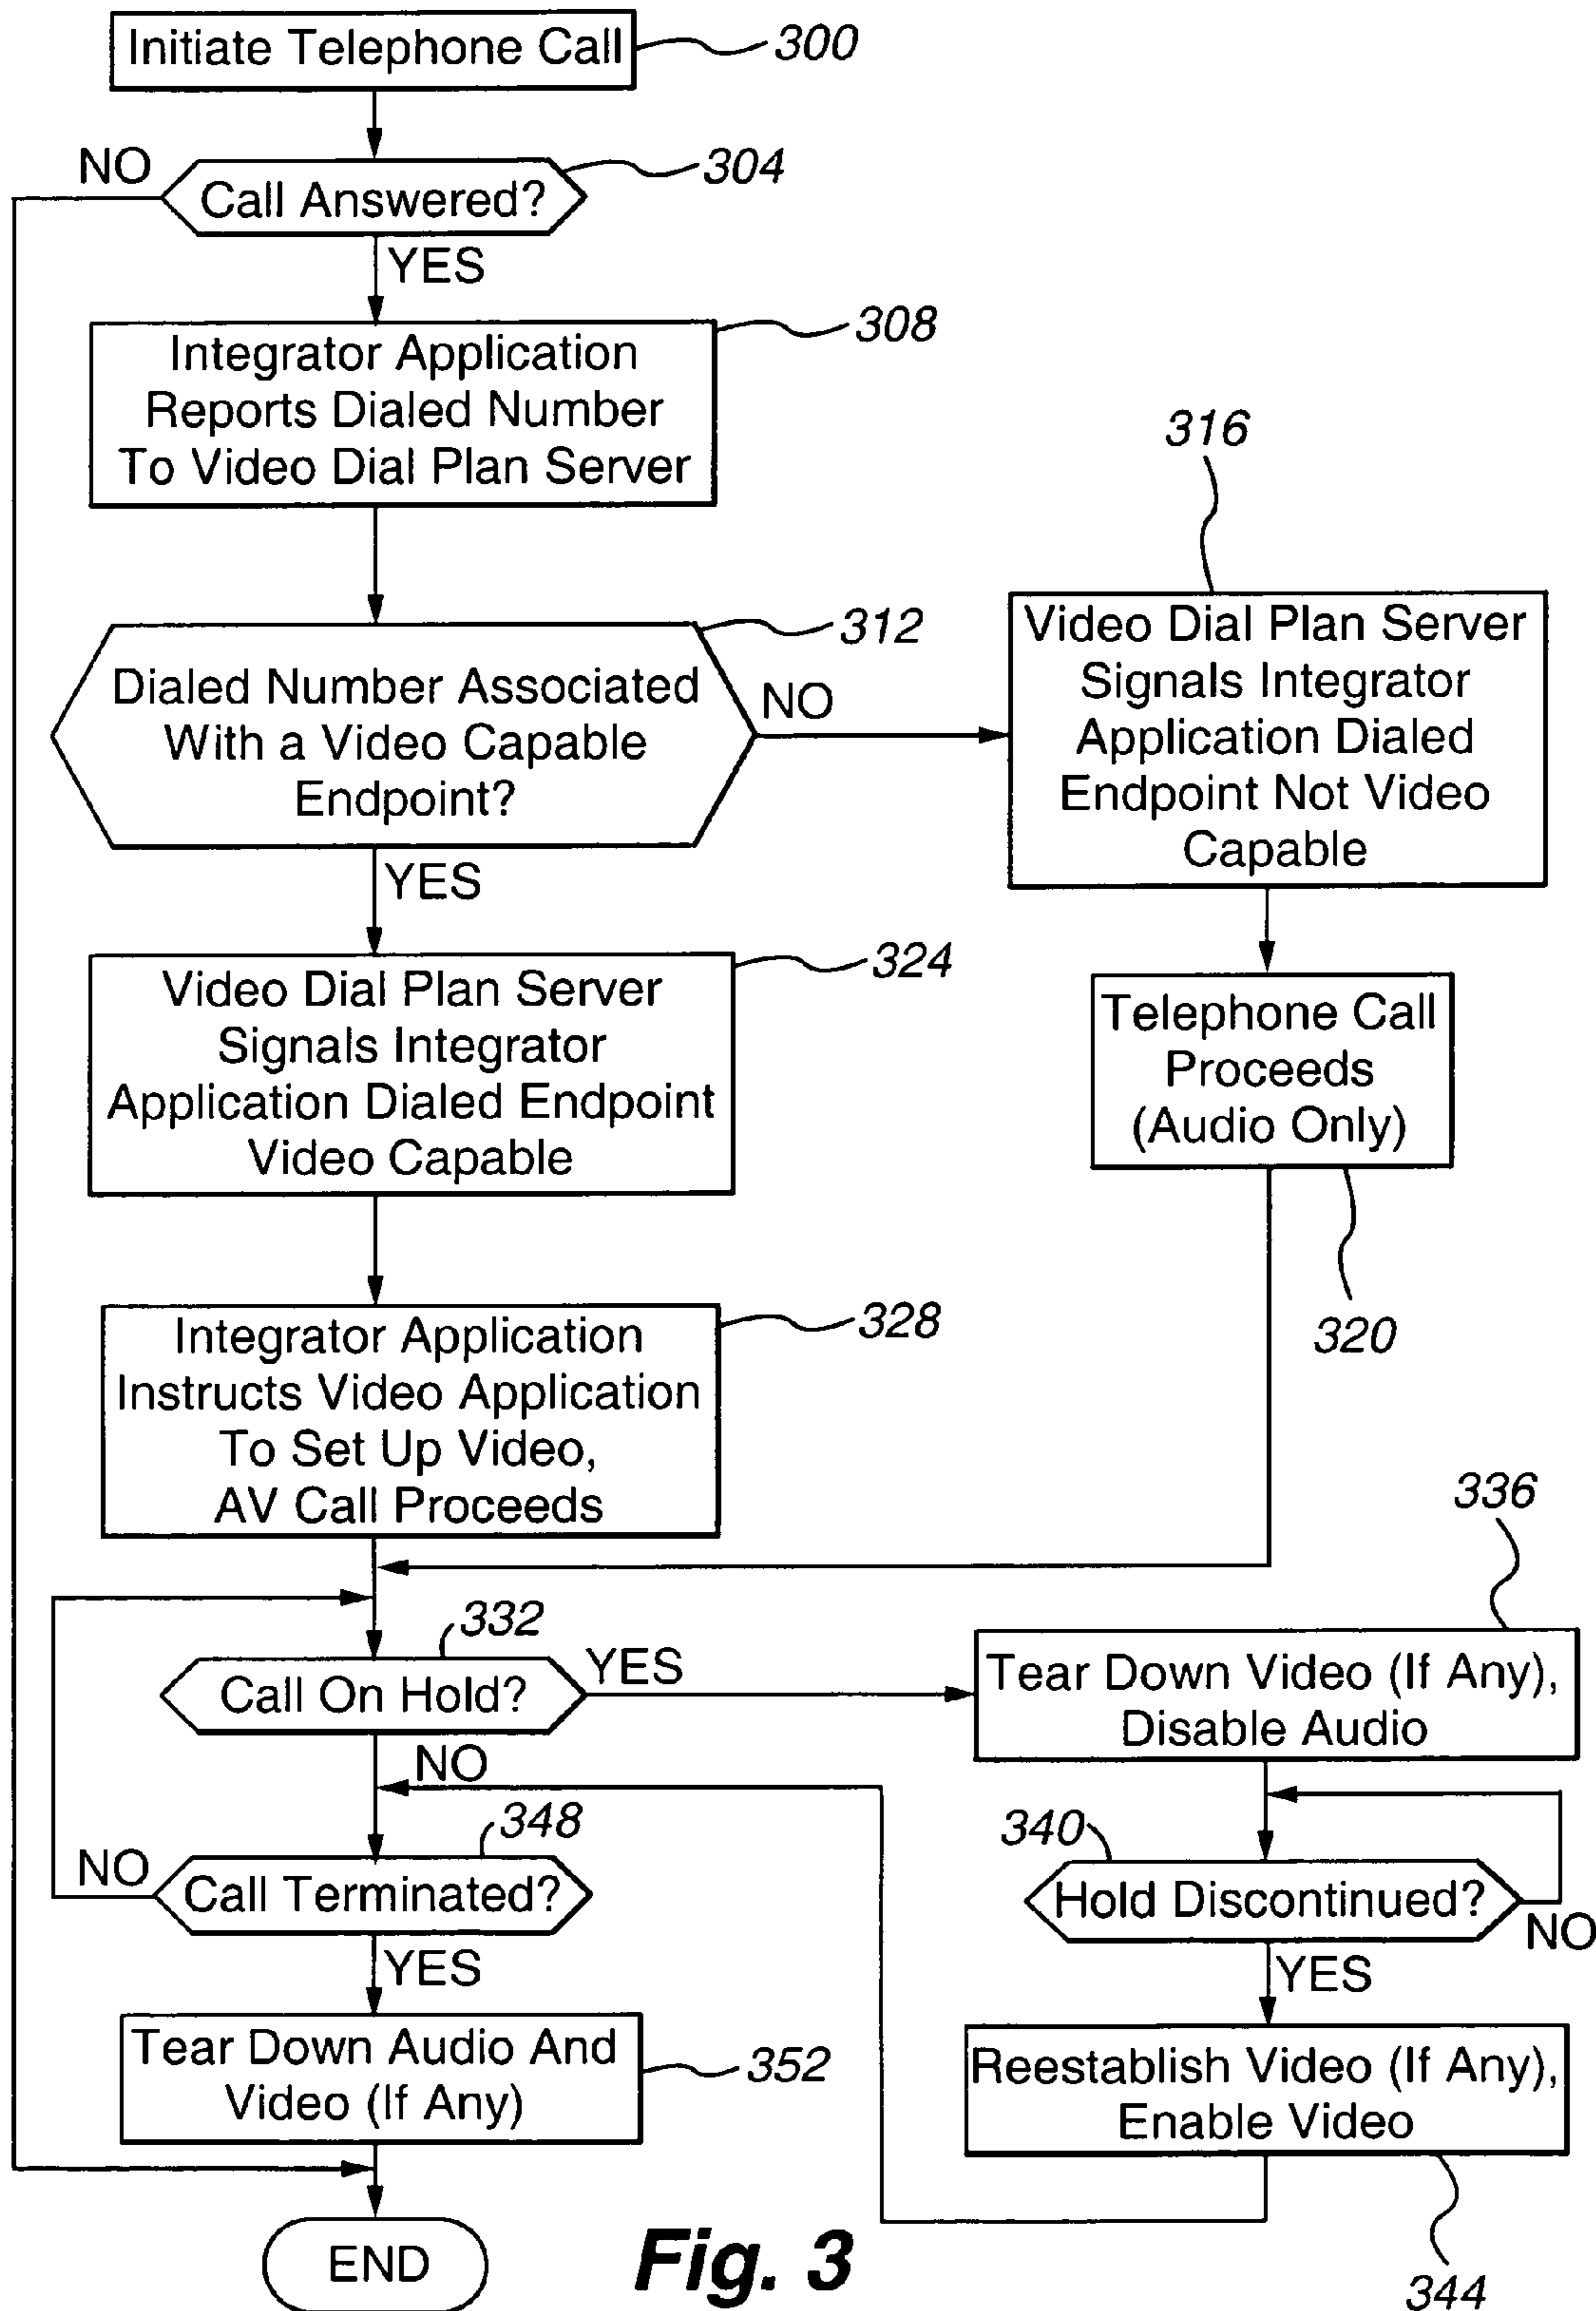 Initiate Telephone Call
300
NO
304
Call Answered?
YES
308
Integrator Application
Reports Dialed Number
To Video Dial Plan Server
316
312
Dialed Number Associated
With a Video Capable
Endpoint?
NO
Video Dial Plan Server
Signals Integrator
Application Dialed
Endpoint Not Video
Capable
YES
324
Video Dial Plan Server
Signals Integrator
Application Dialed Endpoint
Video Capable
Telephone Call
Proceeds
(Audio Only)
320
328
Integrator Application
Instructs Video Application
To Set Up Video,
AV Call Proceeds
336
332
Call On Hold?
YES
Tear Down Video (If Any),
Disable Audio
NO
348
340
NO
Call Terminated?
Hold Discontinued?
NO
YES
YES
Tear Down Audio And
Video (If Any)
352
Reestablish Video (If Any),
Enable Video
END
Fig. 3
344